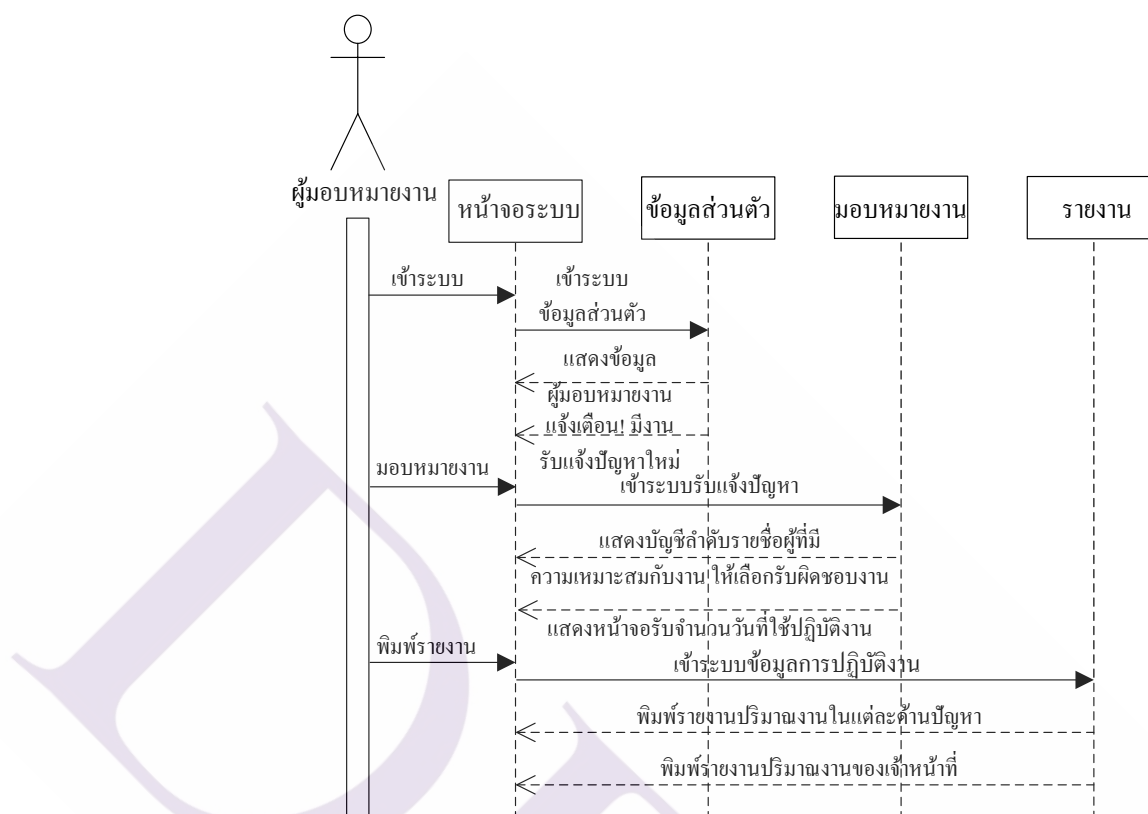 ผู้มอบหมายงาน
หน้าจอระบบ
ข้อมูลส่วนตัว
มอบหมายงาน
รายงาน
เข้าระบบ
เข้าระบบ
ข้อมูลส่วนตัว
แสดงข้อมูล
ผู้มอบหมายงาน
แจ้งเตือน! มีงาน
รับแจ้งปัญหาใหม่
มอบหมายงาน
เข้าระบบรับแจ้งปัญหา
แสดงบัญชีลำดับรายชื่อผู้ที่มี
ความเหมาะสมกับงาน ให้เลือกรับผิดชอบงาน
แสดงหน้าจอรับจำนวนวันที่ใช้ปฏิบัติงาน
พิมพ์รายงาน
เข้าระบบข้อมูลการปฏิบัติงาน
พิมพ์รายงานปริมาณงานในแต่ละด้านปัญหา
พิมพ์รายงานปริมาณงานของเจ้าหน้าที่